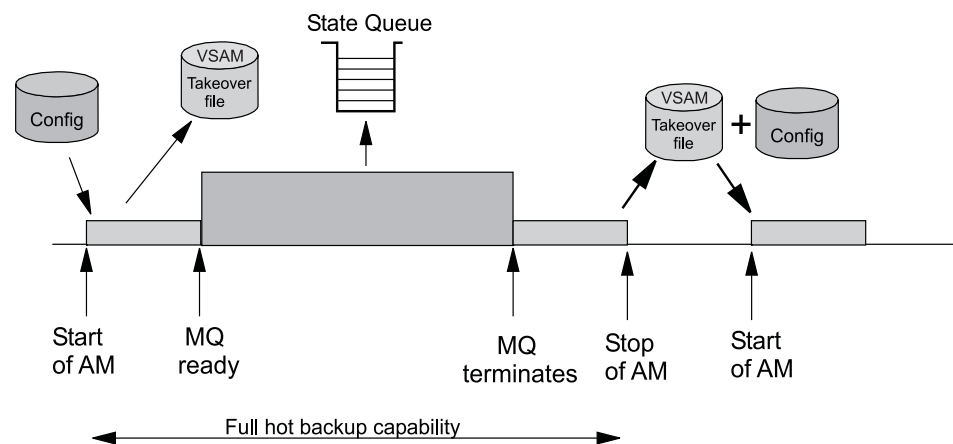 State Queue
VSAM
Takeover
file
Config
VSAM
Takeover
file
+
Config
Start
of AM
MQ
ready
MQ
terminates
Stop
of AM
Start
of AM
Full hot backup capability